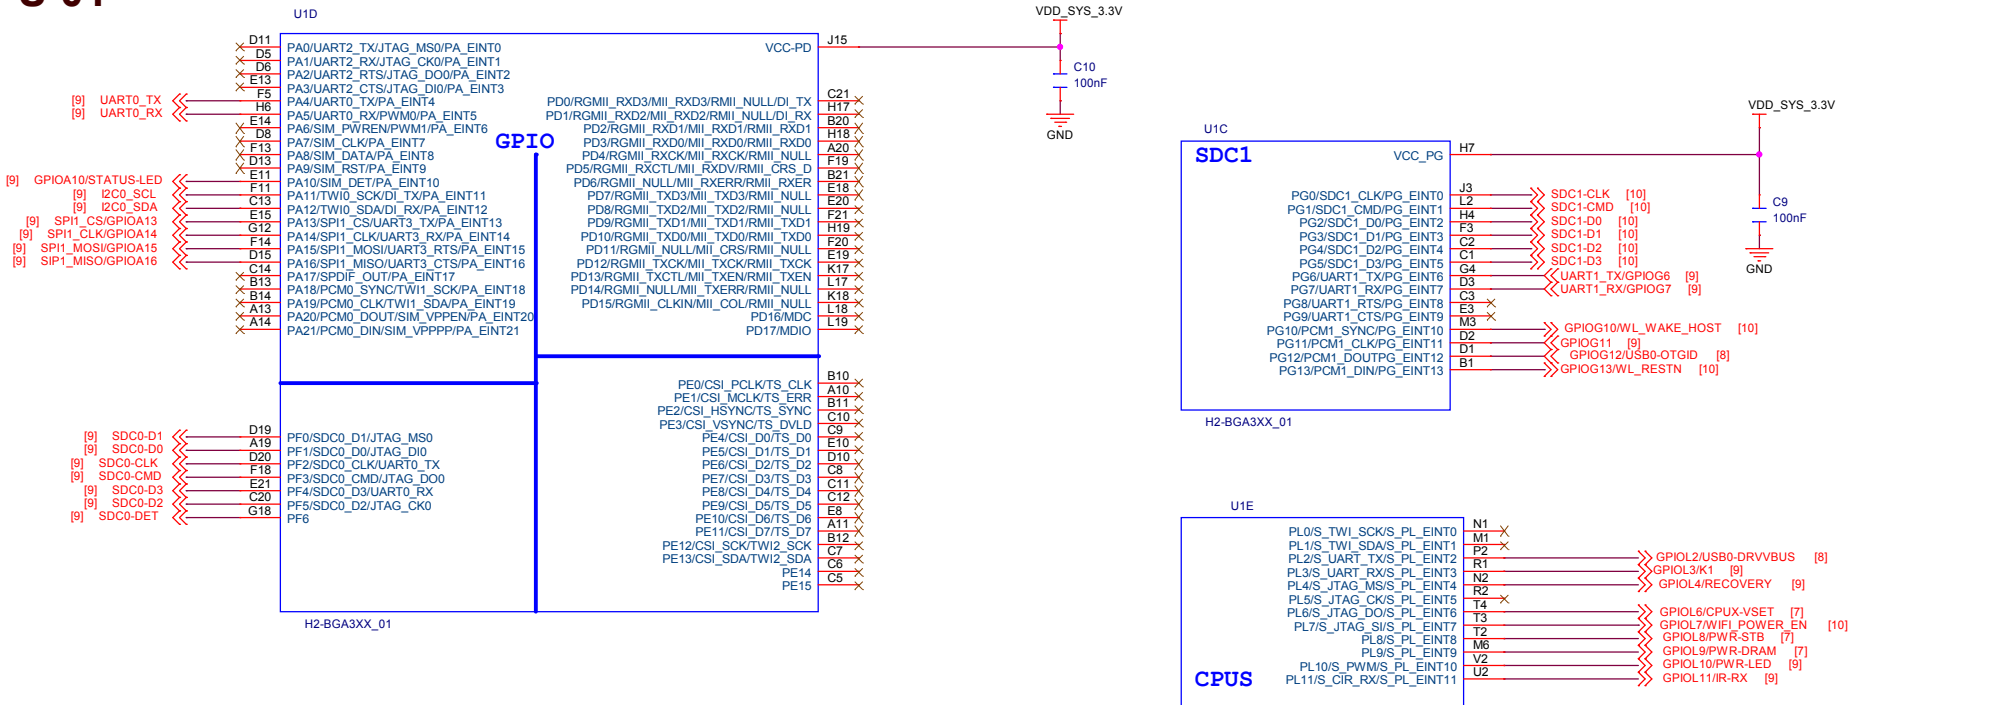 U1D
GPIO
D11 PA0/UART2_TX/JTAG_MS0/PA_EINT0
D5 PA1/UART2_RX/JTAG_CK0/PA_EINT1
D6 PA2/UART2_RTS/JTAG_DO0/PA_EINT2
E13 PA3/UART2_CTS/JTAG_DI0/PA_EINT3
[9] UART0_TX F5 PA4/UART0_TX/PA_EINT4
[9] UART0_RX H6 PA5/UART0_RX/PWM0/PA_EINT5
E14 PA6/SIM_PWREN/PWM1/PA_EINT6
D8 PA7/SIM_CLK/PA_EINT7
F13 PA8/SIM_DATA/PA_EINT8
D13 PA9/SIM_RST/PA_EINT9
[9] GPIOA10/STATUS-LED E11 PA10/SIM_DET/PA_EINT10
[9] I2C0_SCL F11 PA11/TWI0_SCK/DI_TX/PA_EINT11
[9] I2C0_SDA C13 PA12/TWI0_SDA/DI_RX/PA_EINT12
[9] SPI1_CS/GPIOA13 E15 PA13/SPI1_CS/UART3_TX/PA_EINT13
[9] SPI1_CLK/GPIOA14 G12 PA14/SPI1_CLK/UART3_RX/PA_EINT14
[9] SPI1_MOSI/GPIOA15 F14 PA15/SPI1_MOSI/UART3_RTS/PA_EINT15
[9] SIP1_MISO/GPIOA16 D15 PA16/SPI1_MISO/UART3_CTS/PA_EINT16
C14 PA17/SPDIF_OUT/PA_EINT17
B13 PA18/PCM0_SYNC/TWI1_SCK/PA_EINT18
B14 PA19/PCM0_CLK/TWI1_SDA/PA_EINT19
A13 PA20/PCM0_DOUT/SIM_VPPEN/PA_EINT20
A14 PA21/PCM0_DIN/SIM_VPPPP/PA_EINT21
[9] SDC0-D1 D19 PF0/SDC0_D1/JTAG_MS0
[9] SDC0-D0 A19 PF1/SDC0_D0/JTAG_DI0
[9] SDC0-CLK D20 PF2/SDC0_CLK/UART0_TX
[9] SDC0-CMD F18 PF3/SDC0_CMD/JTAG_DO0
[9] SDC0-D3 E21 PF4/SDC0_D3/UART0_RX
[9] SDC0-D2 C20 PF5/SDC0_D2/JTAG_CK0
[9] SDC0-DET G18 PF6
VCC-PD J15
PD0/RGMII_RXD3/MII_RXD3/RMII_NULL/DI_TX C21
PD1/RGMII_RXD2/MII_RXD2/RMII_NULL/DI_RX H17
PD2/RGMII_RXD1/MII_RXD1/RMII_RXD1 B20
PD3/RGMII_RXD0/MII_RXD0/RMII_RXD0 H18
PD4/RGMII_RXCK/MII_RXCK/RMII_NULL A20
PD5/RGMII_RXCTL/MII_RXDV/RMII_CRS_D F19
PD6/RGMII_NULL/MII_RXERR/RMII_RXER B21
PD7/RGMII_TXD3/MII_TXD3/RMII_NULL E18
PD8/RGMII_TXD2/MII_TXD2/RMII_NULL E20
PD9/RGMII_TXD1/MII_TXD1/RMII_TXD1 F21
PD10/RGMII_TXD0/MII_TXD0/RMII_TXD0 H19
PD11/RGMII_NULL/MII_CRS/RMII_NULL F20
PD12/RGMII_TXCK/MII_TXCK/RMII_TXCK E19
PD13/RGMII_TXCTL/MII_TXEN/RMII_TXEN K17
PD14/RGMII_NULL/MII_TXERR/RMII_NULL L17
PD15/RGMII_CLKIN/MII_COL/RMII_NULL K18
PD16/MDC L18
PD17/MDIO L19
PE0/CSI_PCLK/TS_CLK B10
PE1/CSI_MCLK/TS_ERR A10
PE2/CSI_HSYNC/TS_SYNC B11
PE3/CSI_VSYNC/TS_DVLD C10
PE4/CSI_D0/TS_D0 C9
PE5/CSI_D1/TS_D1 E10
PE6/CSI_D2/TS_D2 D10
PE7/CSI_D3/TS_D3 C8
PE8/CSI_D4/TS_D4 C11
PE9/CSI_D5/TS_D5 C12
PE10/CSI_D6/TS_D6 E8
PE11/CSI_D7/TS_D7 A11
PE12/CSI_SCK/TWI2_SCK B12
PE13/CSI_SDA/TWI2_SDA C7
PE14 C6
PE15 C5
H2-BGA3XX_01
VDD_SYS_3.3V
C10
100nF
GND
U1C
SDC1
VCC_PG H7
PG0/SDC1_CLK/PG_EINT0 J3 SDC1-CLK [10]
PG1/SDC1_CMD/PG_EINT1 L2 SDC1-CMD [10]
PG2/SDC1_D0/PG_EINT2 H4 SDC1-D0 [10]
PG3/SDC1_D1/PG_EINT3 F3 SDC1-D1 [10]
PG4/SDC1_D2/PG_EINT4 C2 SDC1-D2 [10]
PG5/SDC1_D3/PG_EINT5 C1 SDC1-D3 [10]
PG6/UART1_TX/PG_EINT6 G4 UART1_TX/GPIOG6 [9]
PG7/UART1_RX/PG_EINT7 D3 UART1_RX/GPIOG7 [9]
PG8/UART1_RTS/PG_EINT8 C3
PG9/UART1_CTS/PG_EINT9 E3
PG10/PCM1_SYNC/PG_EINT10 M3 GPIOG10/WL_WAKE_HOST [10]
PG11/PCM1_CLK/PG_EINT11 D2 GPIOG11 [9]
PG12/PCM1_DOUTPG_EINT12 D1 GPIOG12/USB0-OTGID [8]
PG13/PCM1_DIN/PG_EINT13 B1 GPIOG13/WL_RESTN [10]
H2-BGA3XX_01
VDD_SYS_3.3V
C9
100nF
GND
U1E
PL0/S_TWI_SCK/S_PL_EINT0 N1
PL1/S_TWI_SDA/S_PL_EINT1 M1
PL2/S_UART_TX/S_PL_EINT2 P2 GPIOL2/USB0-DRVVBUS [8]
PL3/S_UART_RX/S_PL_EINT3 R1 GPIOL3/K1 [9]
PL4/S_JTAG_MS/S_PL_EINT4 N2 GPIOL4/RECOVERY [9]
PL5/S_JTAG_CK/S_PL_EINT5 R2
PL6/S_JTAG_DO/S_PL_EINT6 T4 GPIOL6/CPUX-VSET [7]
PL7/S_JTAG_SI/S_PL_EINT7 T3 GPIOL7/WIFI_POWER_EN [10]
PL8/S_PL_EINT8 T2 GPIOL8/PWR-STB [7]
PL9/S_PL_EINT9 M6 GPIOL9/PWR-DRAM [7]
PL10/S_PWM/S_PL_EINT10 V2 GPIOL10/PWR-LED [9]
PL11/S_CIR_RX/S_PL_EINT11 U2 GPIOL11/IR-RX [9]
CPUS